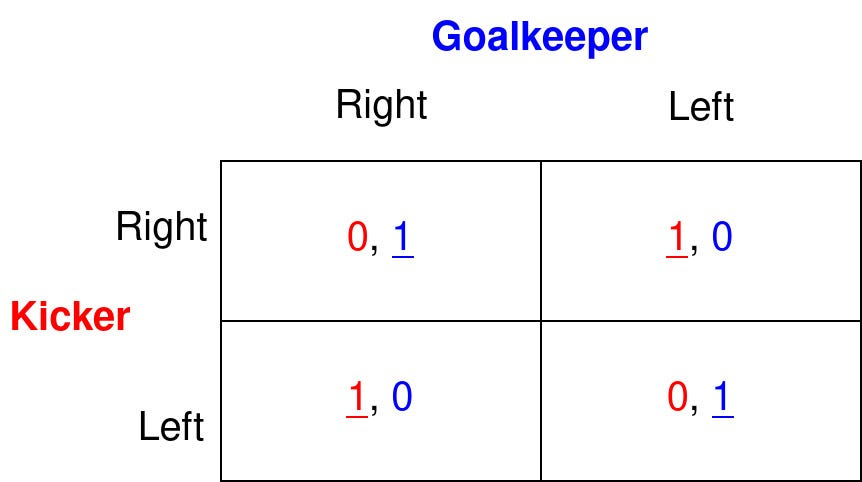 Goalkeeper
Right Left
Right 0, 1 1, 0
Kicker
Left 1, 0 0, 1